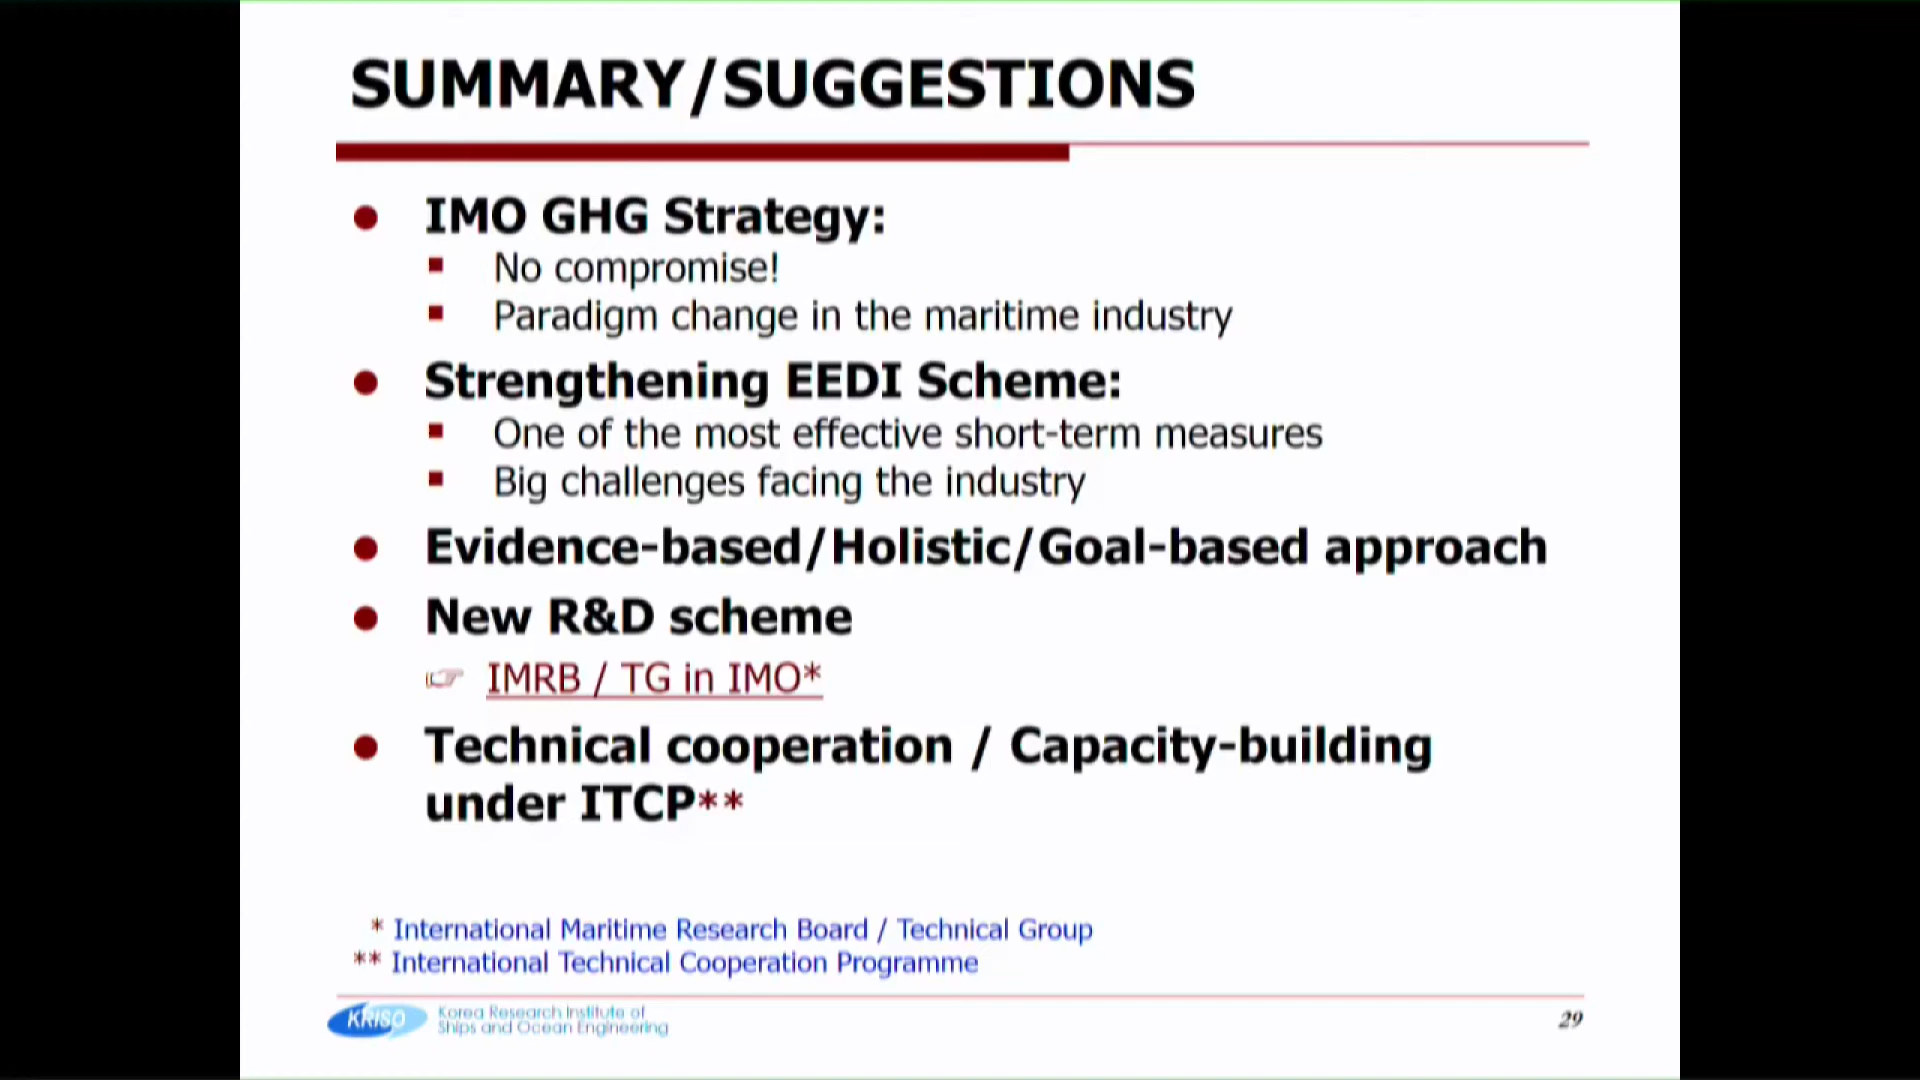 SUMMARY/SUGGESTIONS
● IMO GHG Strategy:
▪ No compromise!
▪ Paradigm change in the maritime industry
● Strengthening EEDI Scheme:
▪ One of the most effective short-term measures
▪ Big challenges facing the industry
● Evidence-based/Holistic/Goal-based approach
● New R&D scheme
☞ IMRB / TG in IMO*
● Technical cooperation / Capacity-building
under ITCP**
* International Maritime Research Board / Technical Group
** International Technical Cooperation Programme
KRISO
Korea Research Institute of
Ships and Ocean Engineering
29